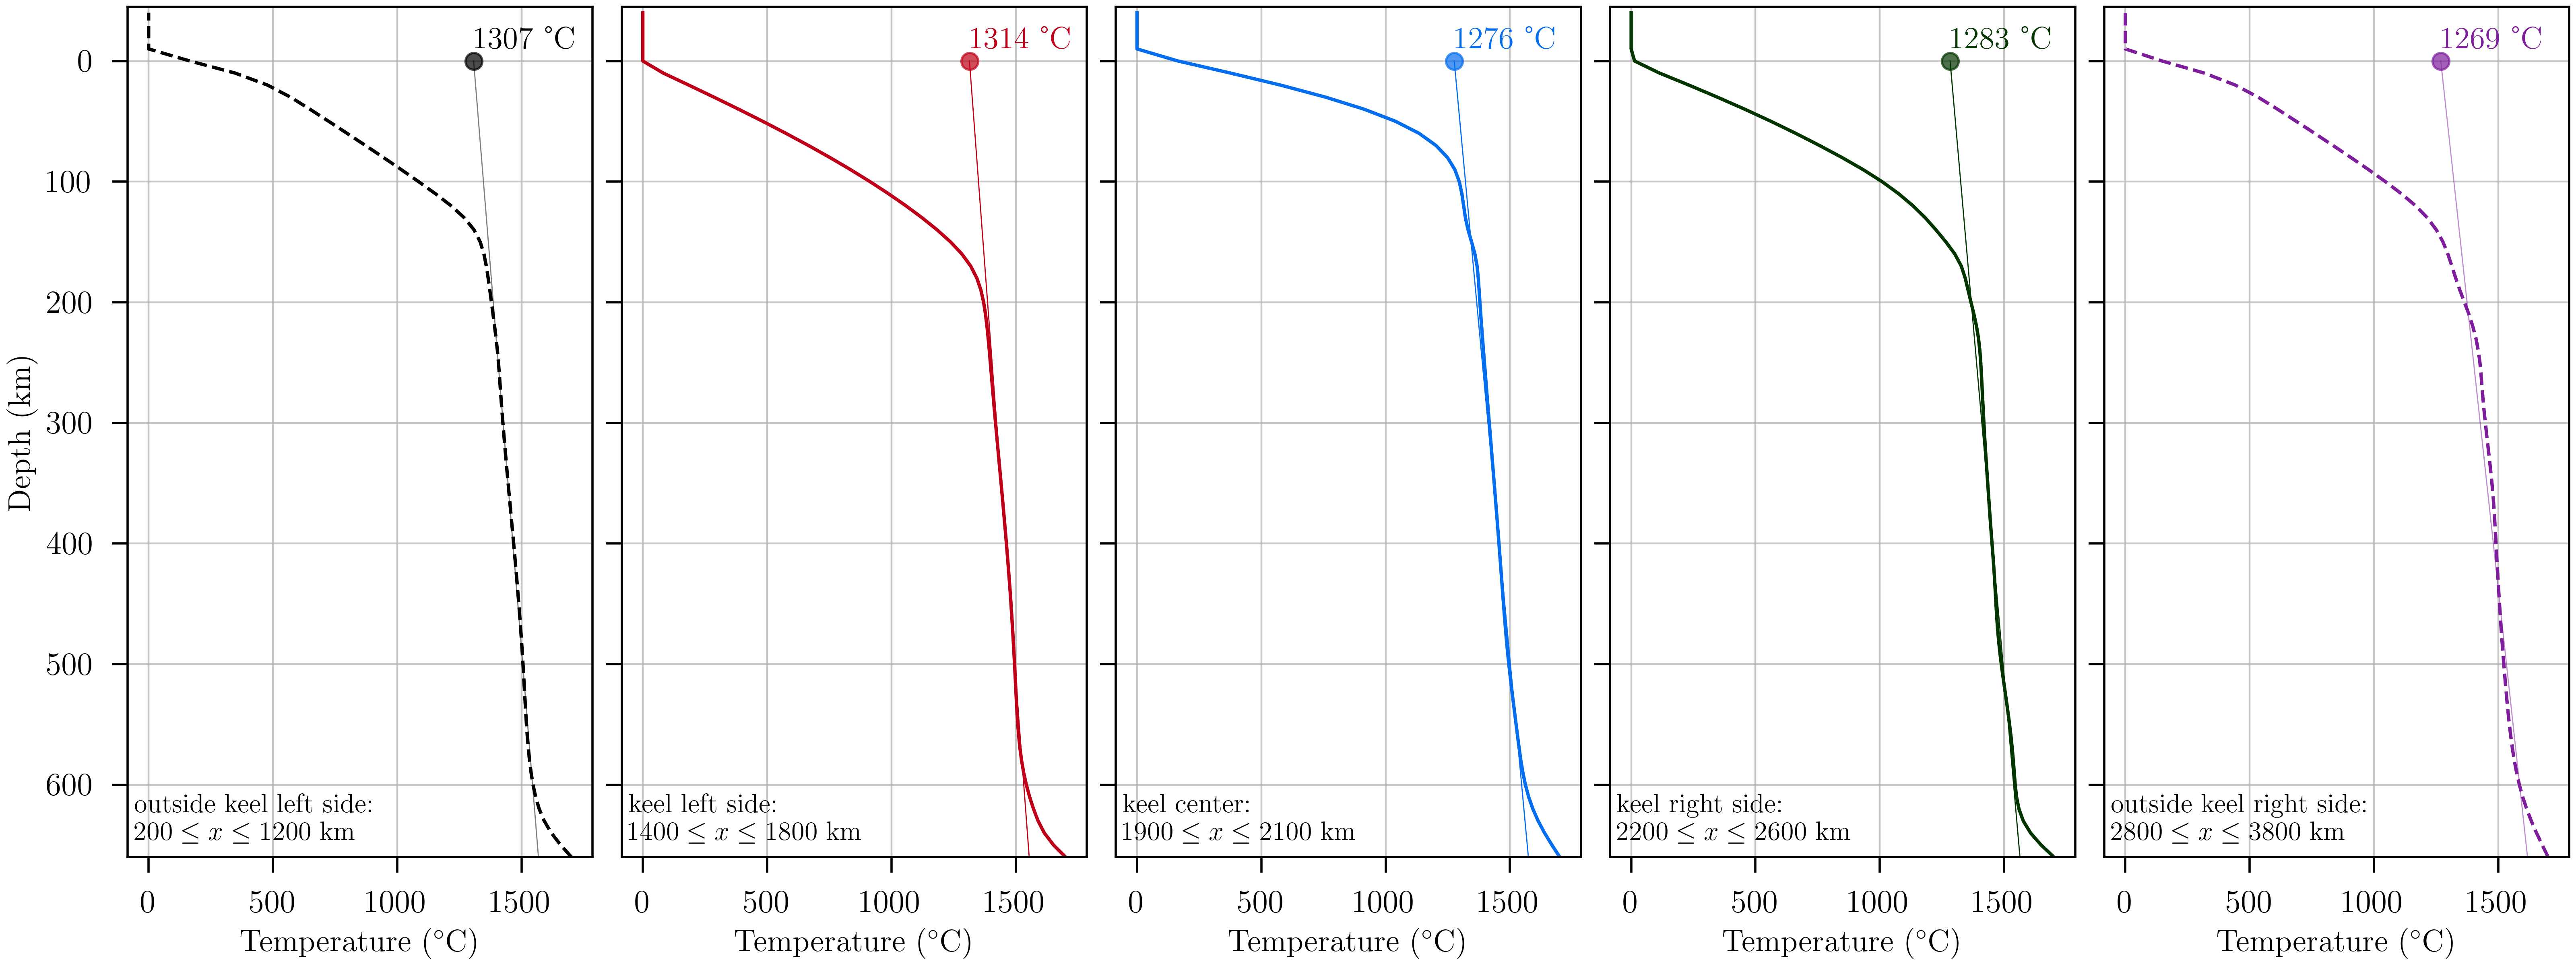 1307 °C
1314 °C
1276 °C
1283 °C
1269 °C
0
100
200
300
400
500
600
Depth (km)
outside keel left side:
200 ≤ x ≤ 1200 km
keel left side:
1400 ≤ x ≤ 1800 km
keel center:
1900 ≤ x ≤ 2100 km
keel right side:
2200 ≤ x ≤ 2600 km
outside keel right side:
2800 ≤ x ≤ 3800 km
0 500 1000 1500
0 500 1000 1500
0 500 1000 1500
0 500 1000 1500
0 500 1000 1500
Temperature (°C)
Temperature (°C)
Temperature (°C)
Temperature (°C)
Temperature (°C)